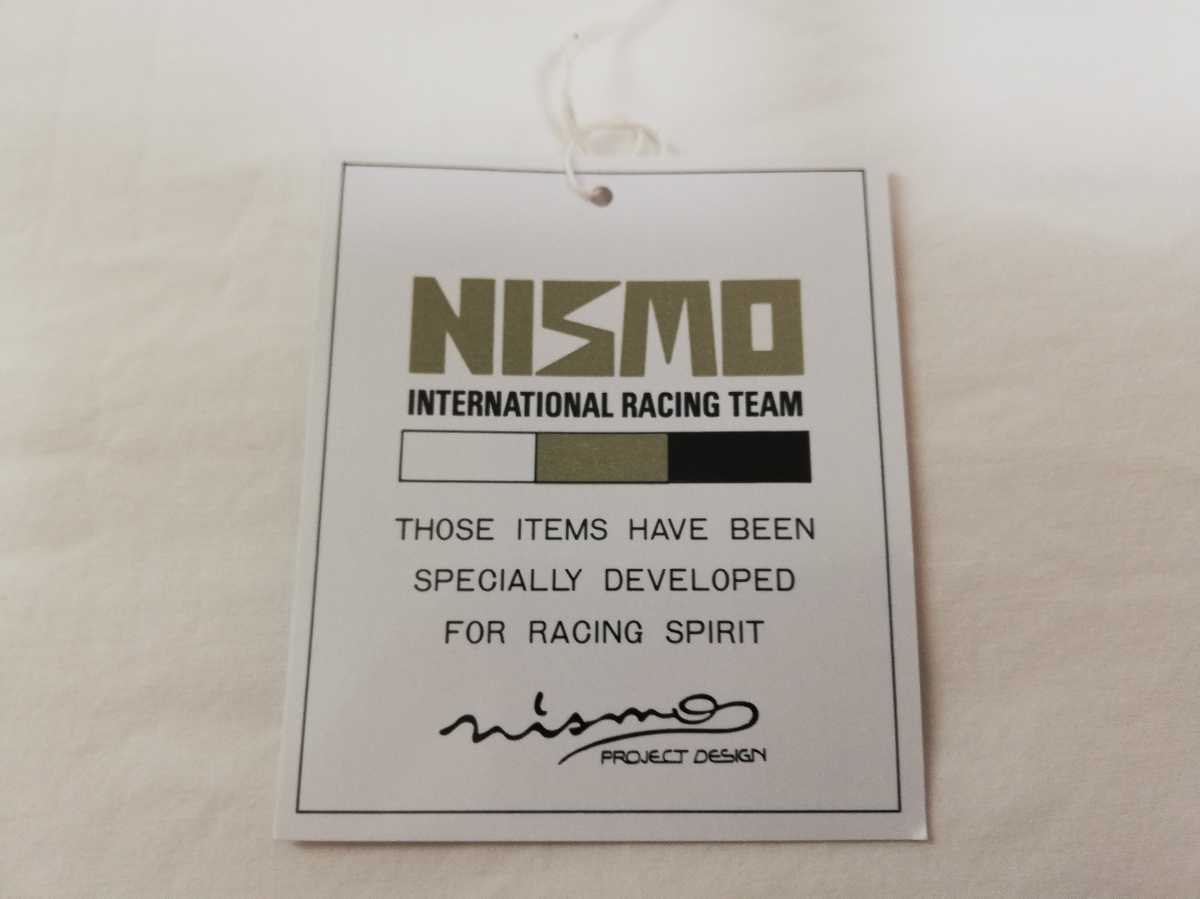 NISMO
INTERNATIONAL RACING TEAM
THOSE ITEMS HAVE BEEN
SPECIALLY DEVELOPED
FOR RACING SPIRIT
nismo
PROJECT DESIGN